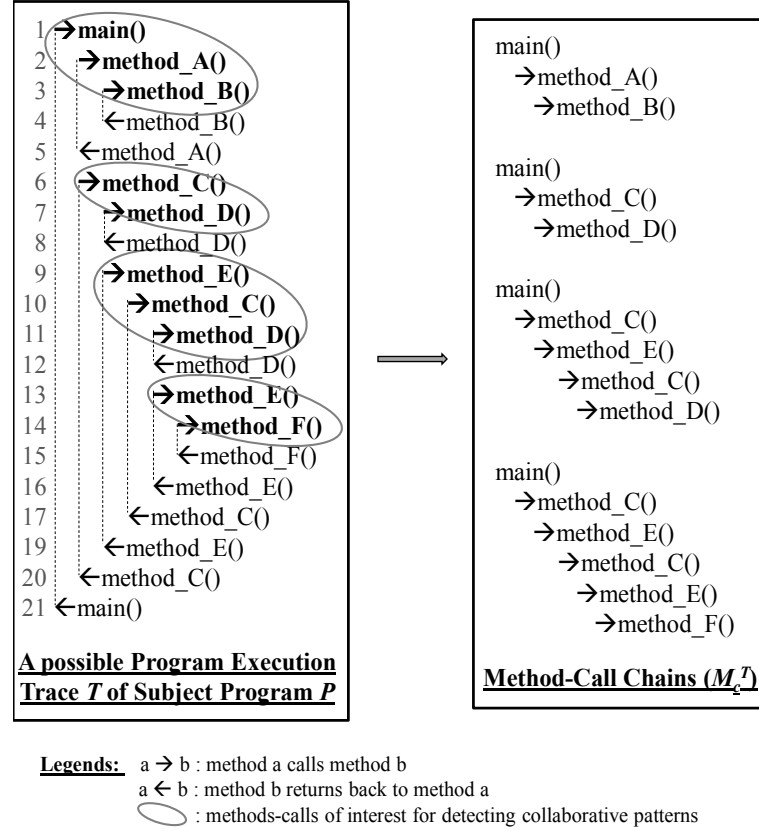 1 →main()
2 →method_A()
3 →method_B()
4 ←method_B()
5 ←method_A()
6 →method_C()
7 →method_D()
8 ←method_D()
9 →method_E()
10 →method_C()
11 →method_D()
12 ←method_D()
13 →method_E()
14 →method_F()
15 ←method_F()
16 ←method_E()
17 ←method_C()
19 ←method_E()
20 ←method_C()
21 ←main()
A possible Program Execution
Trace T of Subject Program P
main()
→method_A()
→method_B()
main()
→method_C()
→method_D()
main()
→method_C()
→method_E()
→method_C()
→method_D()
main()
→method_C()
→method_E()
→method_C()
→method_E()
→method_F()
Method-Call Chains (M_c^T)
Legends: a → b : method a calls method b
a ← b : method b returns back to method a
: methods-calls of interest for detecting collaborative patterns